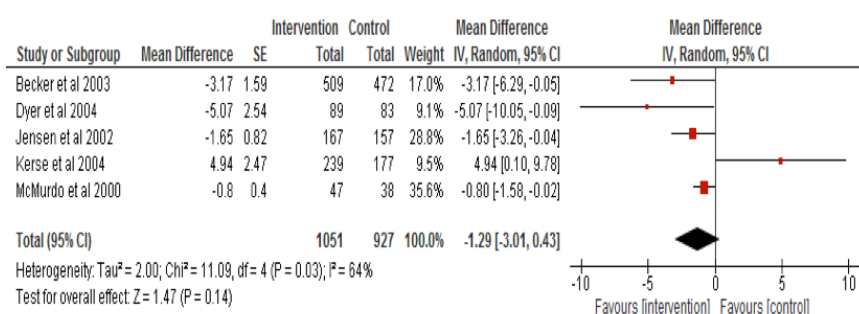 Intervention Control Mean Difference Mean Difference
Study or Subgroup Mean Difference SE Total Total Weight IV, Random, 95% CI IV, Random, 95% CI
Becker et al 2003 -3.17 1.59 509 472 17.0% -3.17 [-6.29, -0.05]
Dyer et al 2004 -5.07 2.54 89 83 9.1% -5.07 [-10.05, -0.09]
Jensen et al 2002 -1.65 0.82 167 157 28.8% -1.65 [-3.26, -0.04]
Kerse et al 2004 4.94 2.47 239 177 9.5% 4.94 [0.10, 9.78]
McMurdo et al 2000 -0.8 0.4 47 38 35.6% -0.80 [-1.58, -0.02]
Total (95% CI) 1051 927 100.0% -1.29 [-3.01, 0.43]
Heterogeneity: Tau² = 2.00; Chi² = 11.09, df = 4 (P = 0.03); I² = 64%
Test for overall effect: Z = 1.47 (P = 0.14)
-10 -5 0 5 10
Favours [intervention] Favours [control]